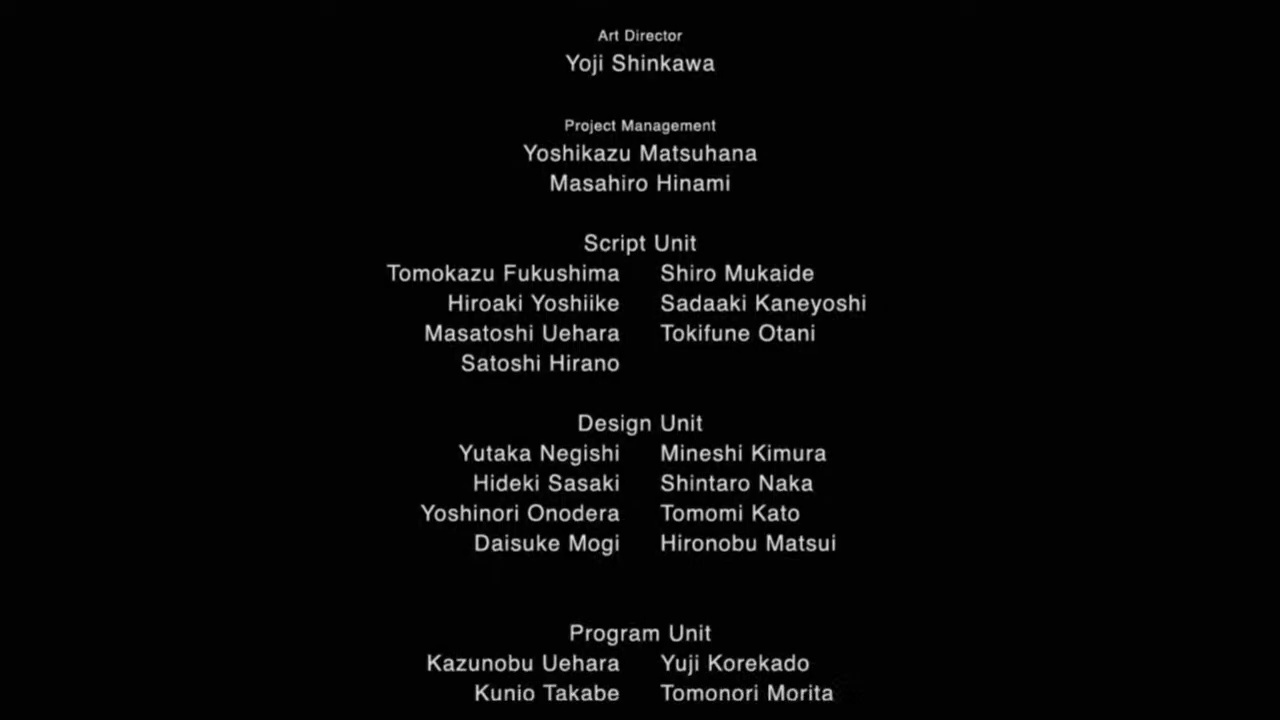 Art Director
Yoji Shinkawa
Project Management
Yoshikazu Matsuhana
Masahiro Hinami
Script Unit
Tomokazu Fukushima Shiro Mukaide
Hiroaki Yoshiike Sadaaki Kaneyoshi
Masatoshi Uehara Tokifune Otani
Satoshi Hirano
Design Unit
Yutaka Negishi Mineshi Kimura
Hideki Sasaki Shintaro Naka
Yoshinori Onodera Tomomi Kato
Daisuke Mogi Hironobu Matsui
Program Unit
Kazunobu Uehara Yuji Korekado
Kunio Takabe Tomonori Morita